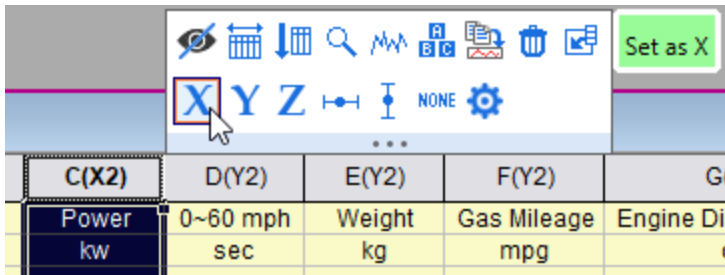 Set as X
A
B C
X Y Z NONE
C(X2) D(Y2) E(Y2) F(Y2)
Power 0~60 mph Weight Gas Mileage Engine
kw sec kg mpg